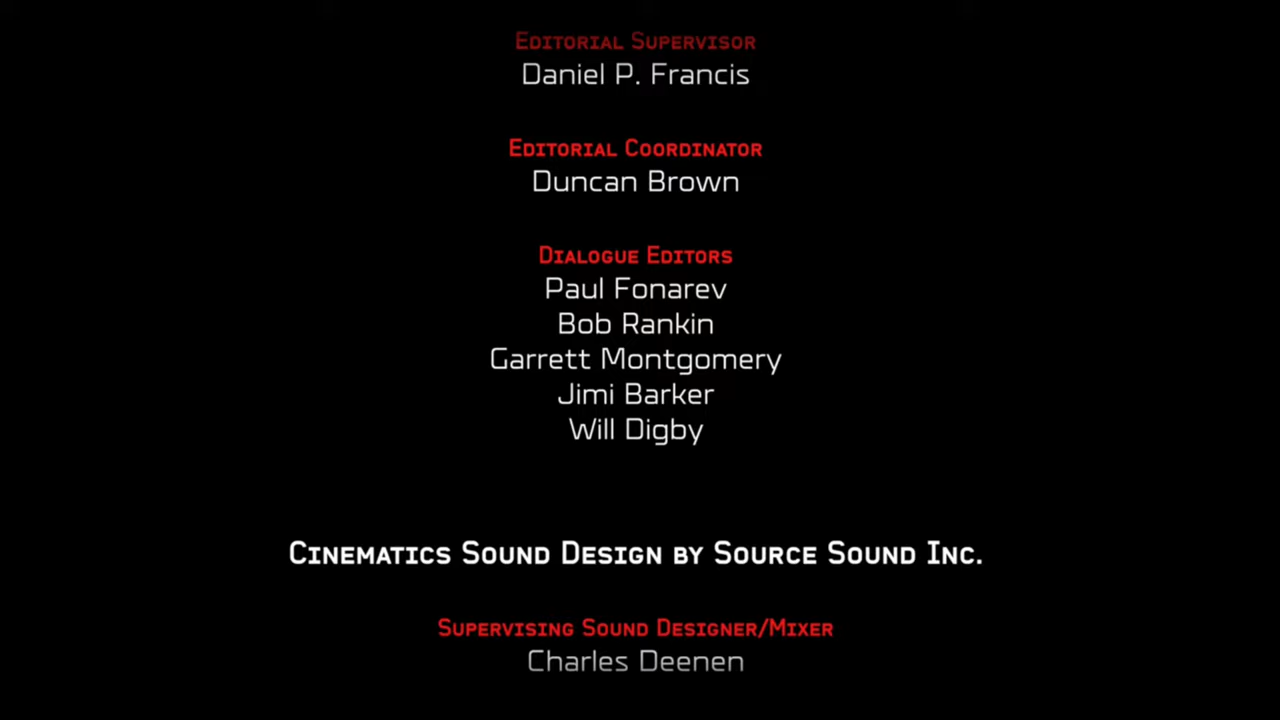 Editorial Supervisor
Daniel P. Francis
Editorial Coordinator
Duncan Brown
Dialogue Editors
Paul Fonarev
Bob Rankin
Garrett Montgomery
Jimi Barker
Will Digby
Cinematics Sound Design by Source Sound Inc.
Supervising Sound Designer/Mixer
Charles Deenen